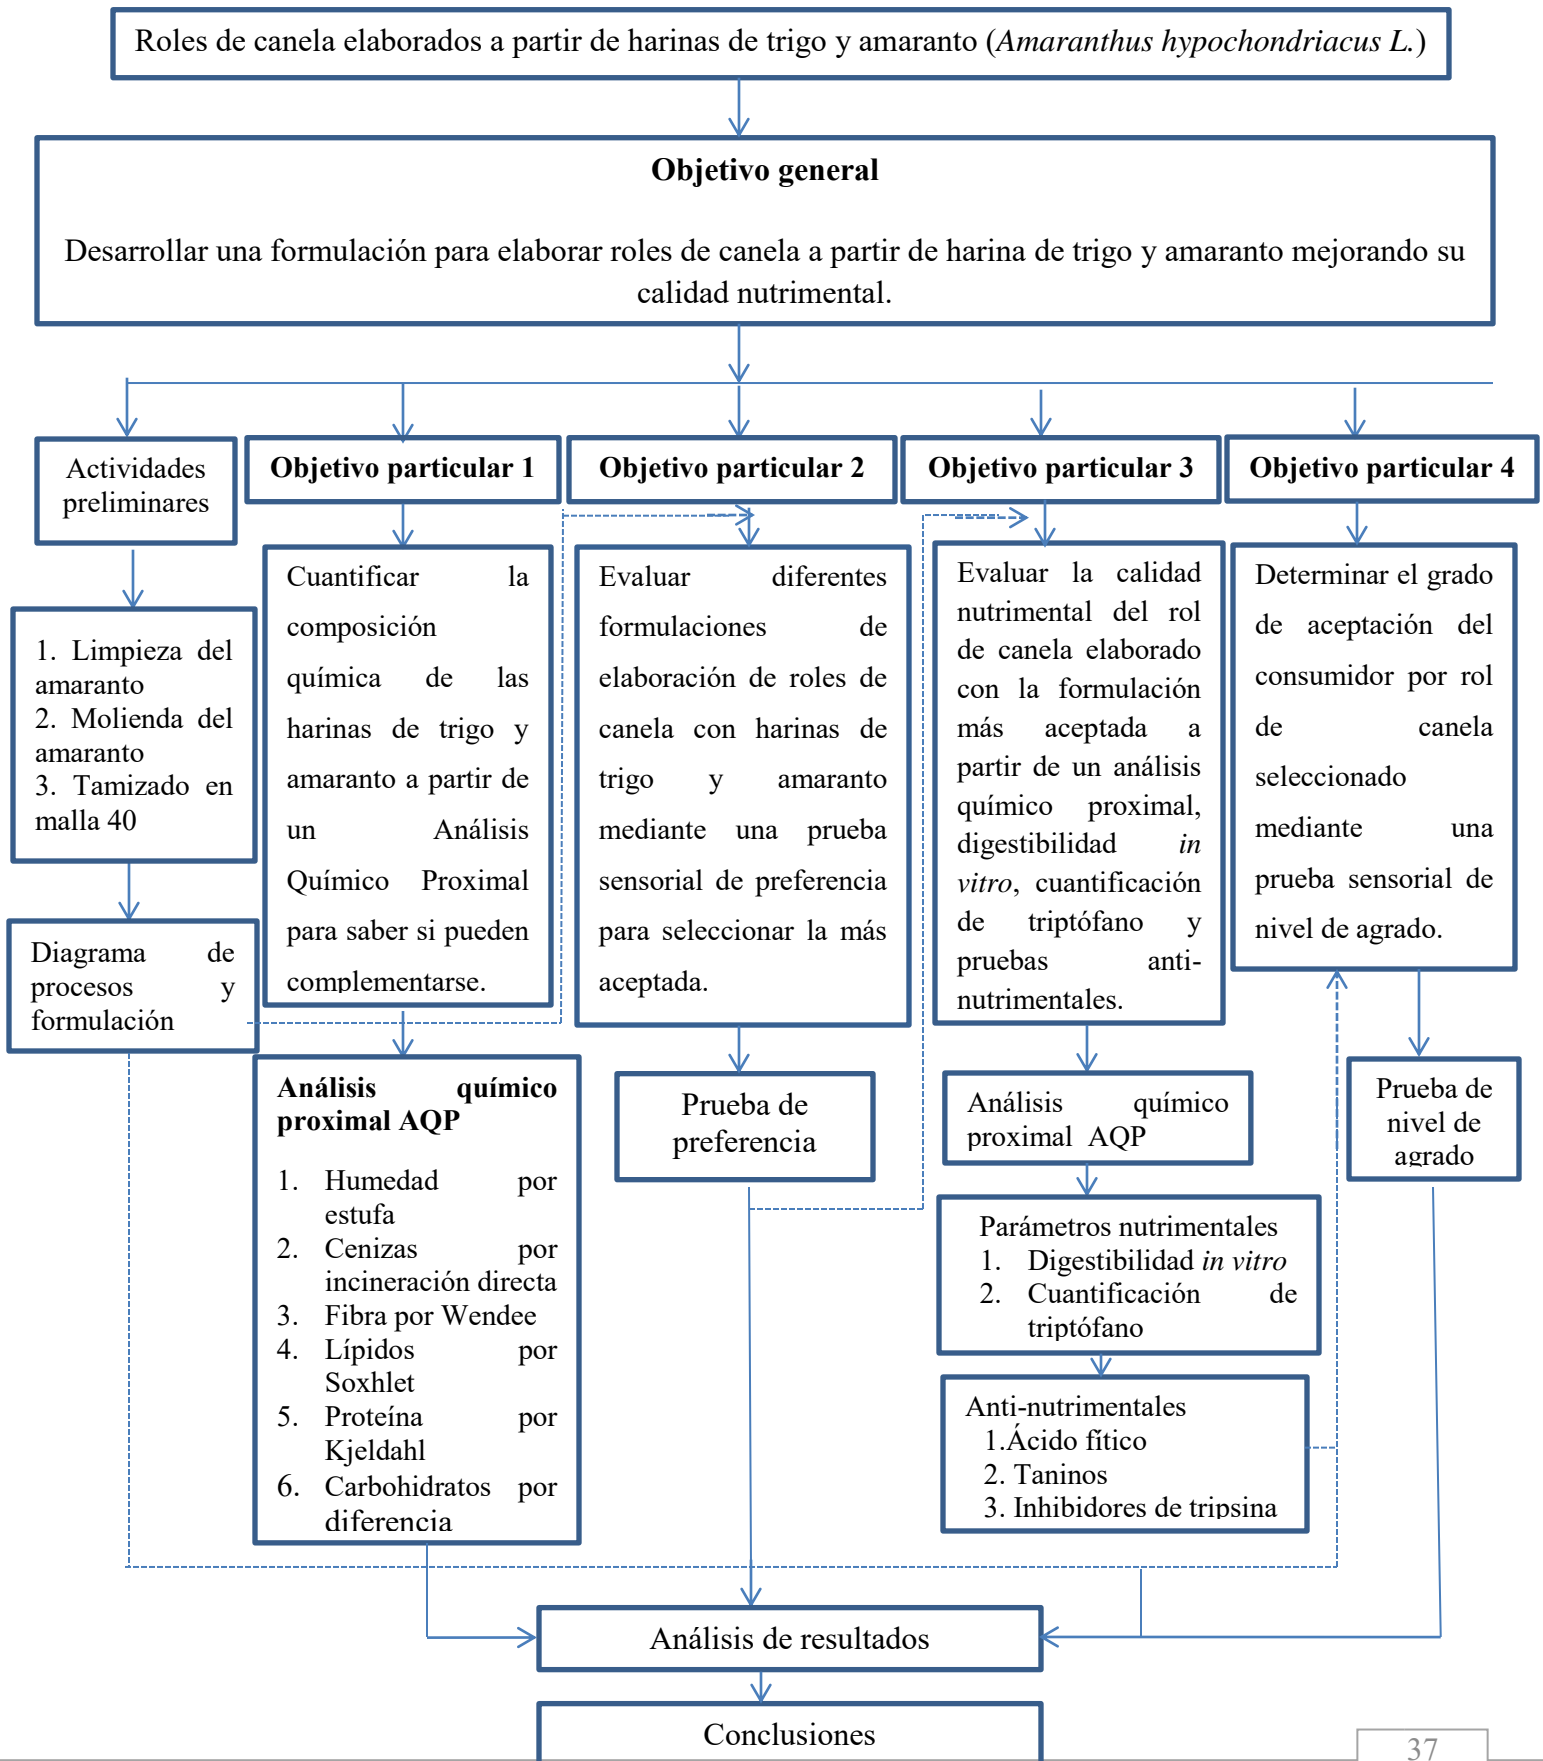 Roles de canela elaborados a partir de harinas de trigo y amaranto (Amaranthus hypochondriacus L.)
Objetivo general
Desarrollar una formulación para elaborar roles de canela a partir de harina de trigo y amaranto mejorando su
calidad nutrimental.
Actividades
preliminares
1. Limpieza del
amaranto
2. Molienda del
amaranto
3. Tamizado en
malla 40
Diagrama de
procesos y
formulación
Objetivo particular 1
Cuantificar la
composición
química de las
harinas de trigo y
amaranto a partir de
un Análisis
Químico Proximal
para saber si pueden
complementarse.
Análisis químico
proximal AQP
1. Humedad por
estufa
2. Cenizas por
incineración directa
3. Fibra por Wendee
4. Lípidos por
Soxhlet
5. Proteína por
Kjeldahl
6. Carbohidratos por
diferencia
Objetivo particular 2
Evaluar diferentes
formulaciones de
elaboración de roles de
canela con harinas de
trigo y amaranto
mediante una prueba
sensorial de preferencia
para seleccionar la más
aceptada.
Prueba de
preferencia
Objetivo particular 3
Evaluar la calidad
nutrimental del rol
de canela elaborado
con la formulación
más aceptada a
partir de un análisis
químico proximal,
digestibilidad in
vitro, cuantificación
de triptófano y
pruebas anti-
nutrimentales.
Análisis químico
proximal AQP
Parámetros nutrimentales
1. Digestibilidad in vitro
2. Cuantificación de
triptófano
Anti-nutrimentales
1.Ácido fítico
2. Taninos
3. Inhibidores de tripsina
Objetivo particular 4
Determinar el grado
de aceptación del
consumidor por rol
de canela
seleccionado
mediante una
prueba sensorial de
nivel de agrado.
Prueba de
nivel de
agrado
Análisis de resultados
Conclusiones
37